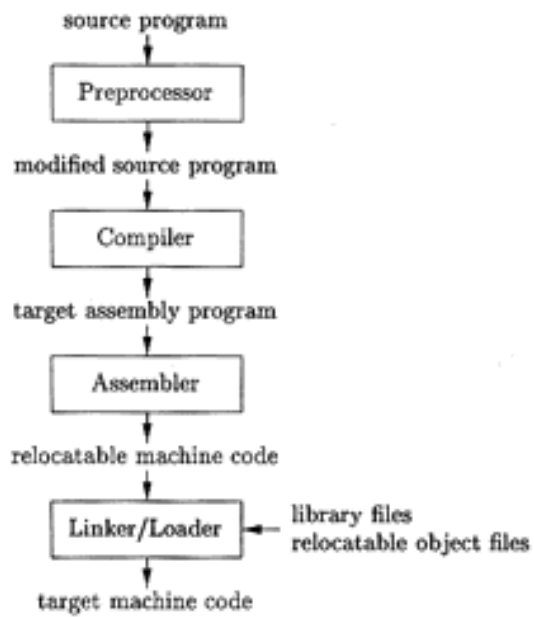 source program
Preprocessor
modified source program
Compiler
target assembly program
Assembler
relocatable machine code
Linker/Loader
library files
relocatable object files
target machine code